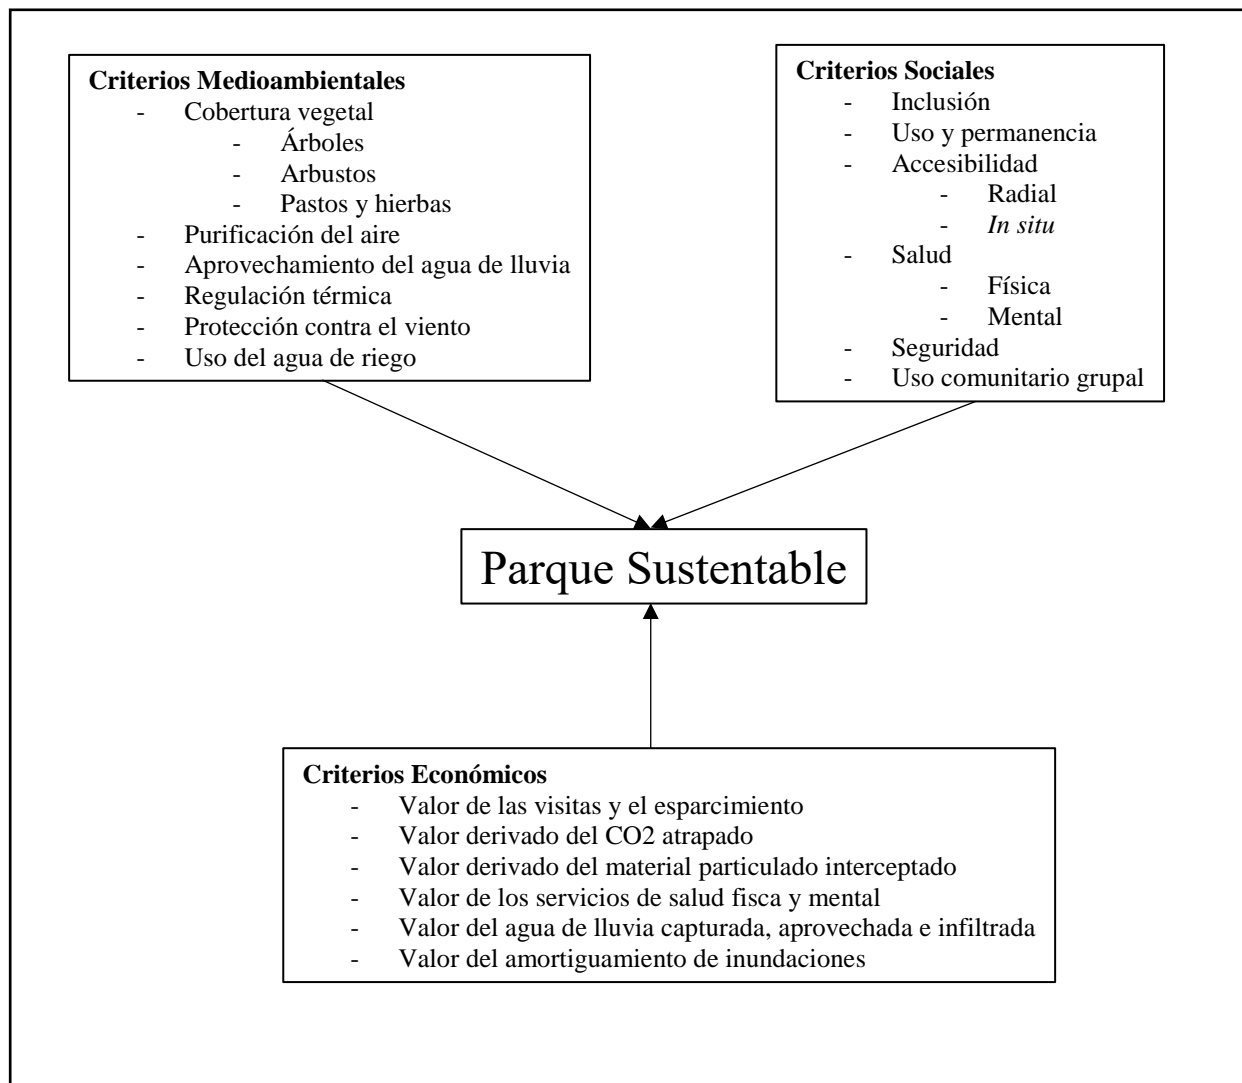 Criterios Medioambientales
- Cobertura vegetal
- Árboles
- Arbustos
- Pastos y hierbas
- Purificación del aire
- Aprovechamiento del agua de lluvia
- Regulación térmica
- Protección contra el viento
- Uso del agua de riego
Criterios Sociales
- Inclusión
- Uso y permanencia
- Accesibilidad
- Radial
- In situ
- Salud
- Física
- Mental
- Seguridad
- Uso comunitario grupal
Parque Sustentable
Criterios Económicos
- Valor de las visitas y el esparcimiento
- Valor derivado del CO2 atrapado
- Valor derivado del material particulado interceptado
- Valor de los servicios de salud fisca y mental
- Valor del agua de lluvia capturada, aprovechada e infiltrada
- Valor del amortiguamiento de inundaciones